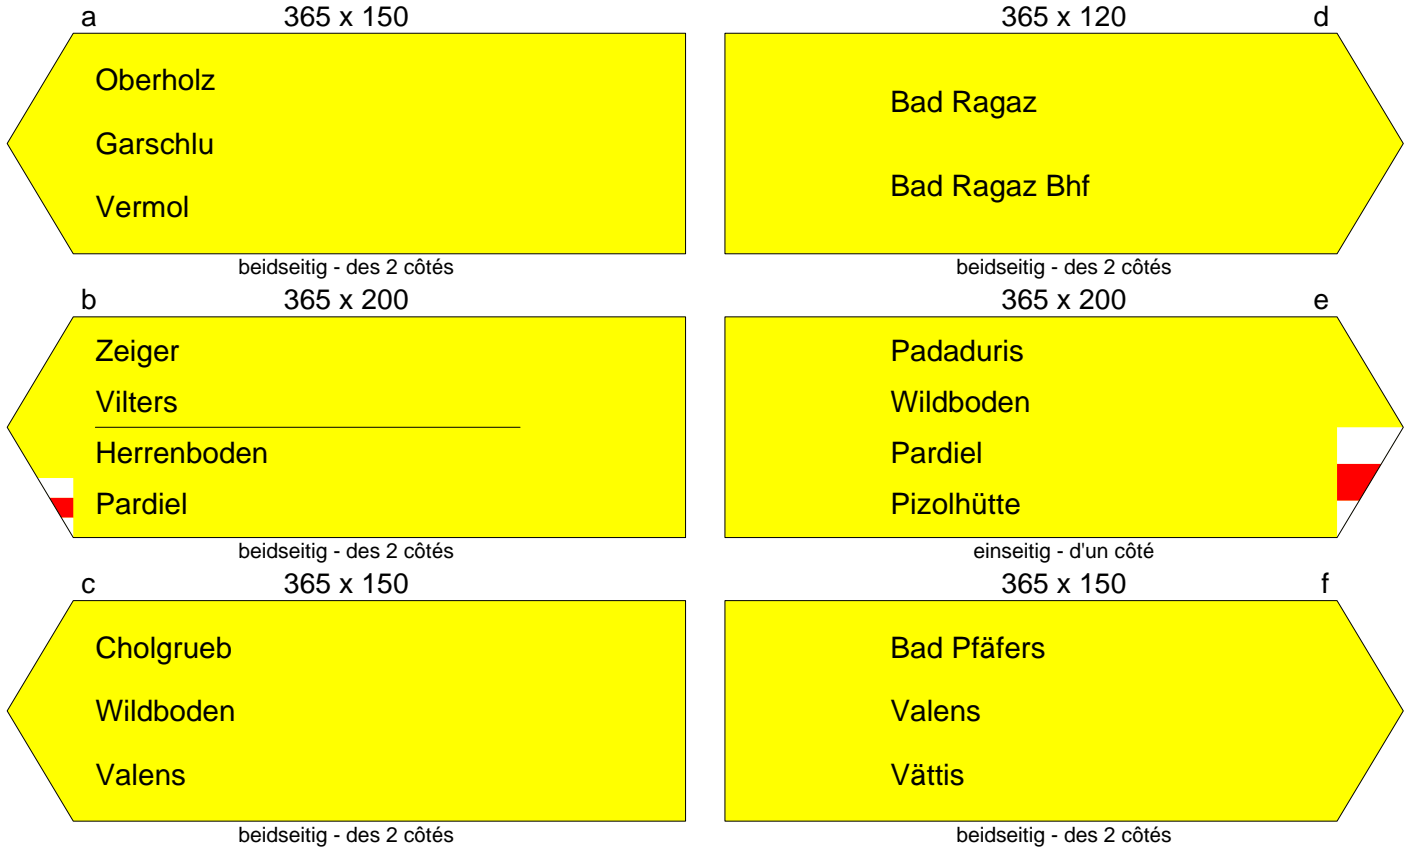 a 365 x 150
Oberholz
Garschlu
Vermol
beidseitig - des 2 côtés
b 365 x 200
Zeiger
Vilters
Herrenboden
Pardiel
beidseitig - des 2 côtés
c 365 x 150
Cholgrueb
Wildboden
Valens
beidseitig - des 2 côtés
365 x 120 d
Bad Ragaz
Bad Ragaz Bhf
beidseitig - des 2 côtés
365 x 200 e
Padaduris
Wildboden
Pardiel
Pizolhütte
einseitig - d'un côté
365 x 150 f
Bad Pfäfers
Valens
Vättis
beidseitig - des 2 côtés